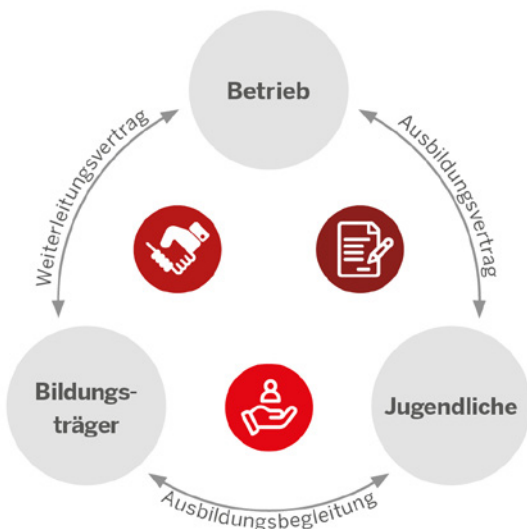 Betrieb
Weiterleitungsvertrag
Ausbildungsvertrag
Bildungs-
träger
Jugendliche
Ausbildungsbegleitung